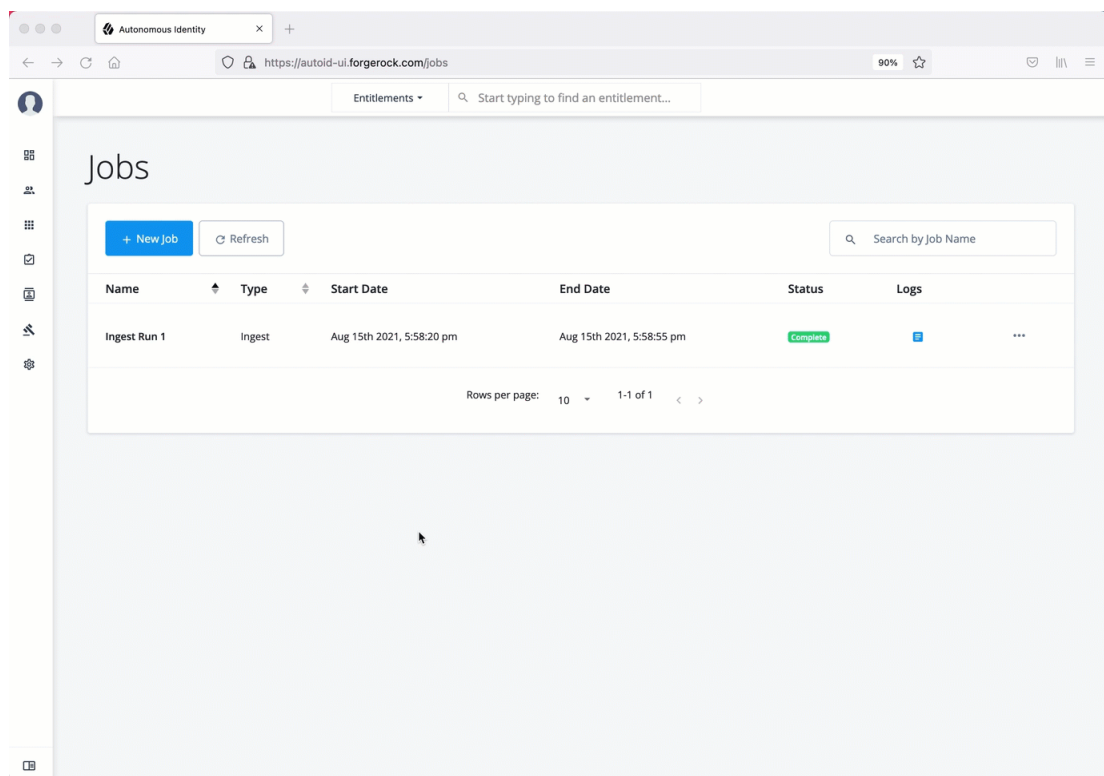 Autonomous Identity
https://autoid-ui.forgerock.com/jobs
90%
Entitlements
Start typing to find an entitlement...
Jobs
+ New Job
Refresh
Search by Job Name
Name Type Start Date End Date Status Logs
Ingest Run 1 Ingest Aug 15th 2021, 5:58:20 pm Aug 15th 2021, 5:58:55 pm Complete
Rows per page: 10 1-1 of 1